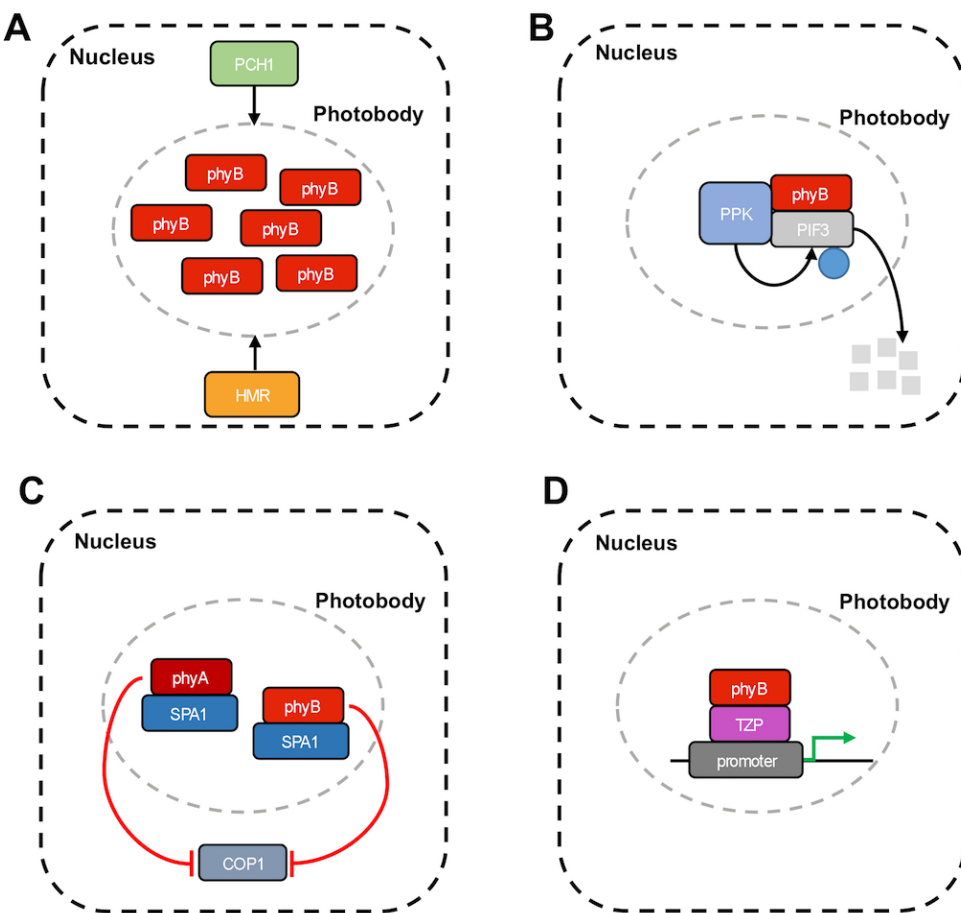 A
Nucleus
PCH1
Photobody
phyB
phyB
phyB
phyB
phyB
phyB
HMR
B
Nucleus
Photobody
PPK
phyB
PIF3
C
Nucleus
Photobody
phyA
SPA1
phyB
SPA1
COP1
D
Nucleus
Photobody
phyB
TZP
promoter